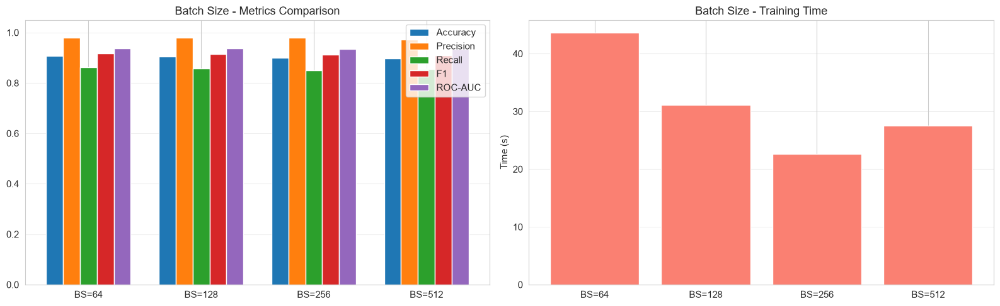 Batch Size - Metrics Comparison
1.0
0.8
0.6
0.4
0.2
0.0
Accuracy
Precision
Recall
F1
ROC-AUC
BS=64 BS=128 BS=256 BS=512
Batch Size - Training Time
Time (s)
40
30
20
10
0
BS=64 BS=128 BS=256 BS=512